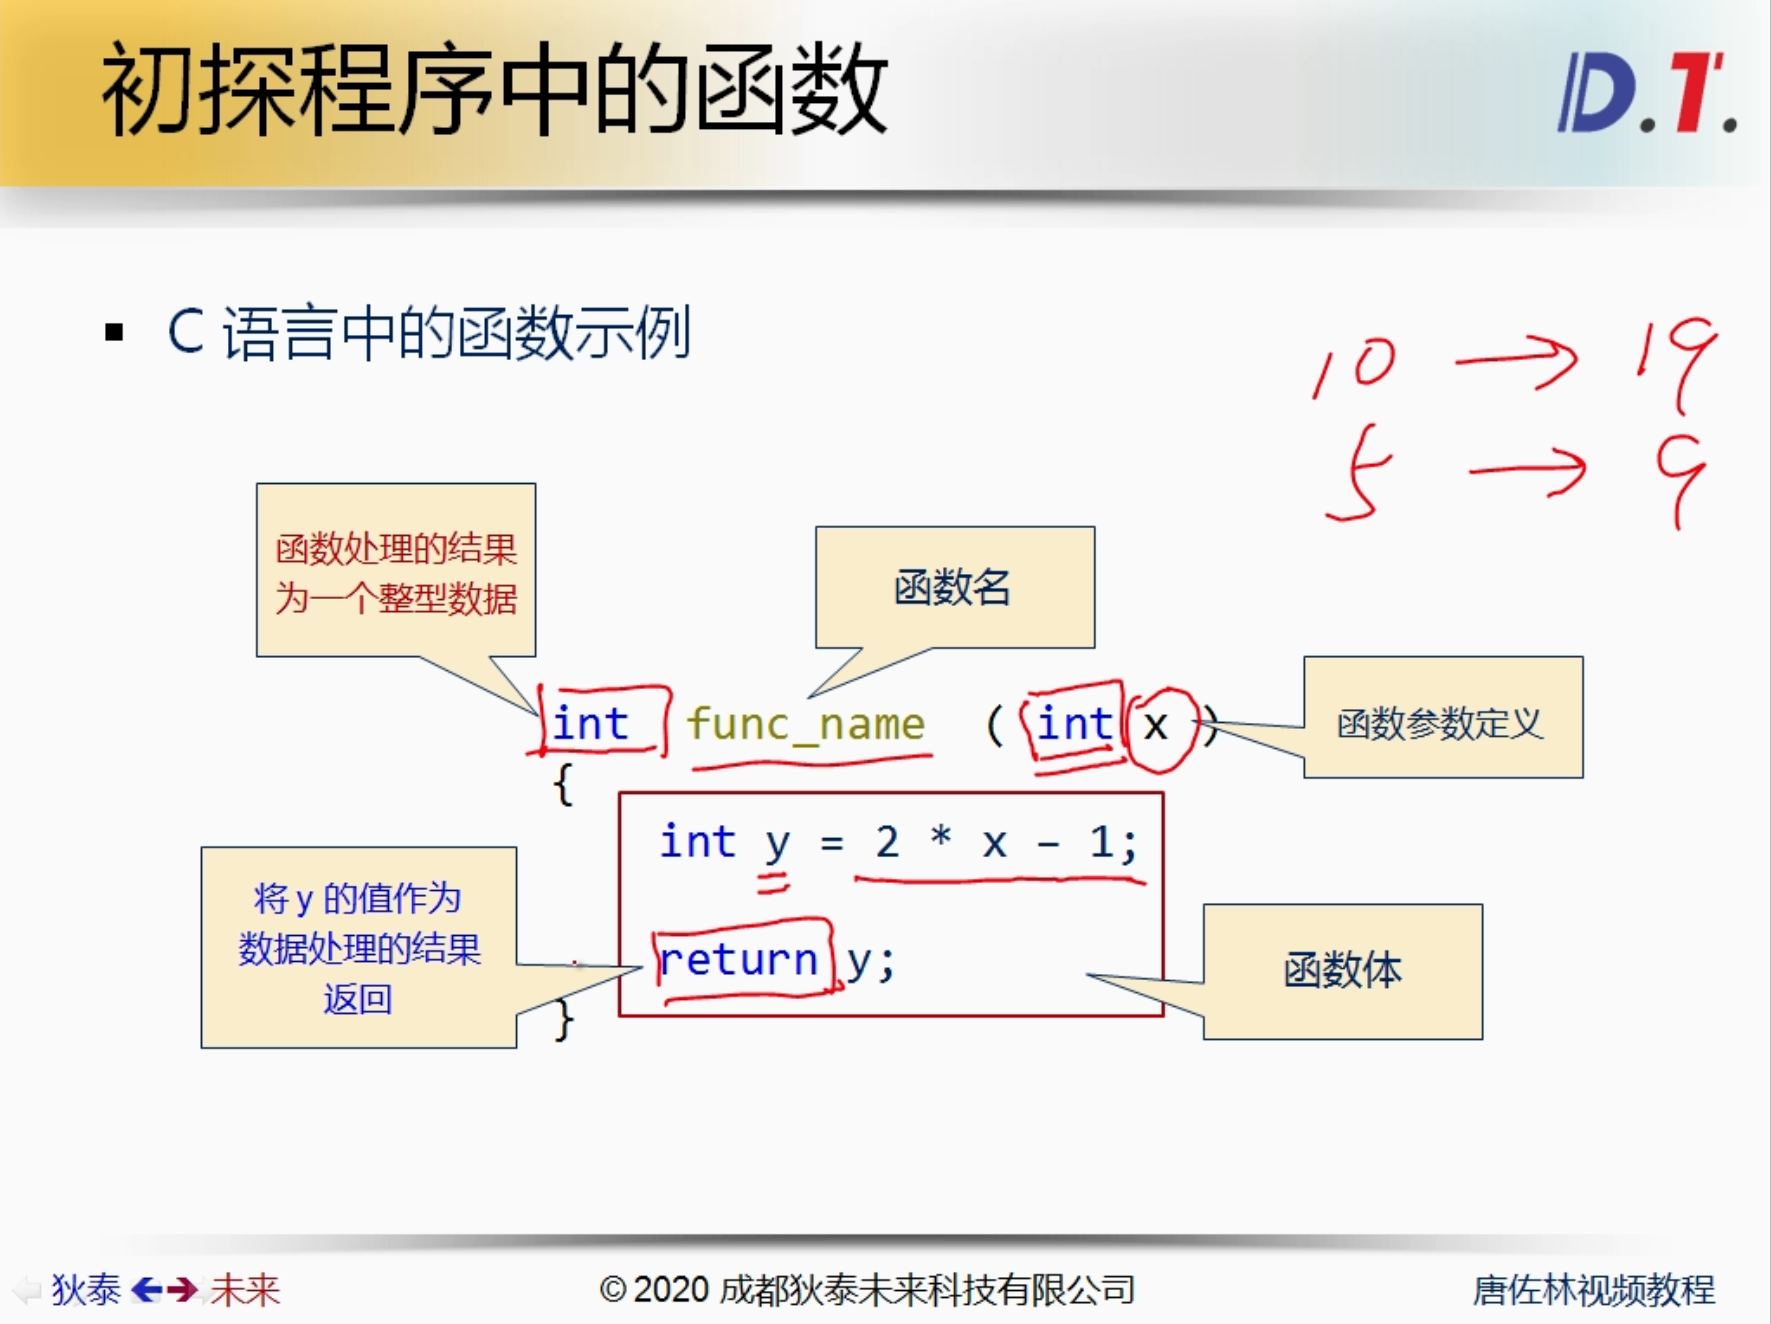 初探程序中的函数
D.T.
▪ C 语言中的函数示例
10 → 19
5 → 9
函数处理的结果
为一个整型数据
函数名
int func_name ( int x )
函数参数定义
{
int y = 2 * x – 1;
将 y 的值作为
数据处理的结果
返回
return y;
函数体
}
狄泰 未来
© 2020 成都狄泰未来科技有限公司
唐佐林视频教程